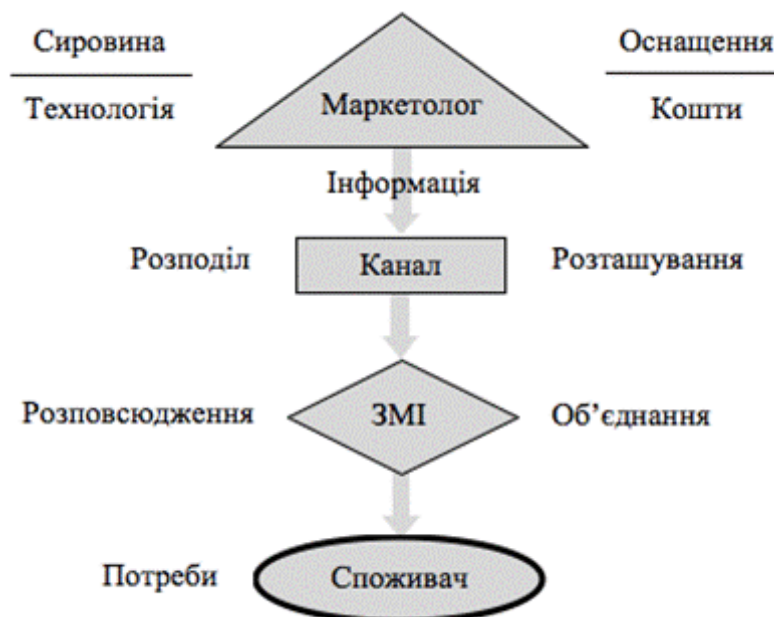 Сировина
Оснащення
Технологія
Маркетолог
Кошти
Інформація
Розподіл
Канал
Розташування
Розповсюдження
ЗМІ
Об’єднання
Потреби
Споживач